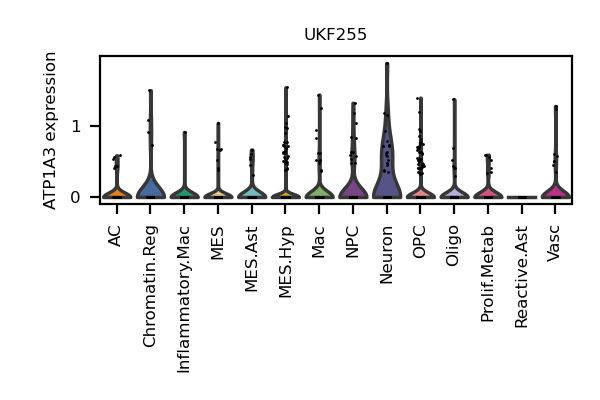 UKF255
ATP1A3 expression
1
0
AC
Chromatin.Reg
Inflammatory.Mac
MES
MES.Ast
MES.Hyp
Mac
NPC
Neuron
OPC
Oligo
Prolif.Metab
Reactive.Ast
Vasc